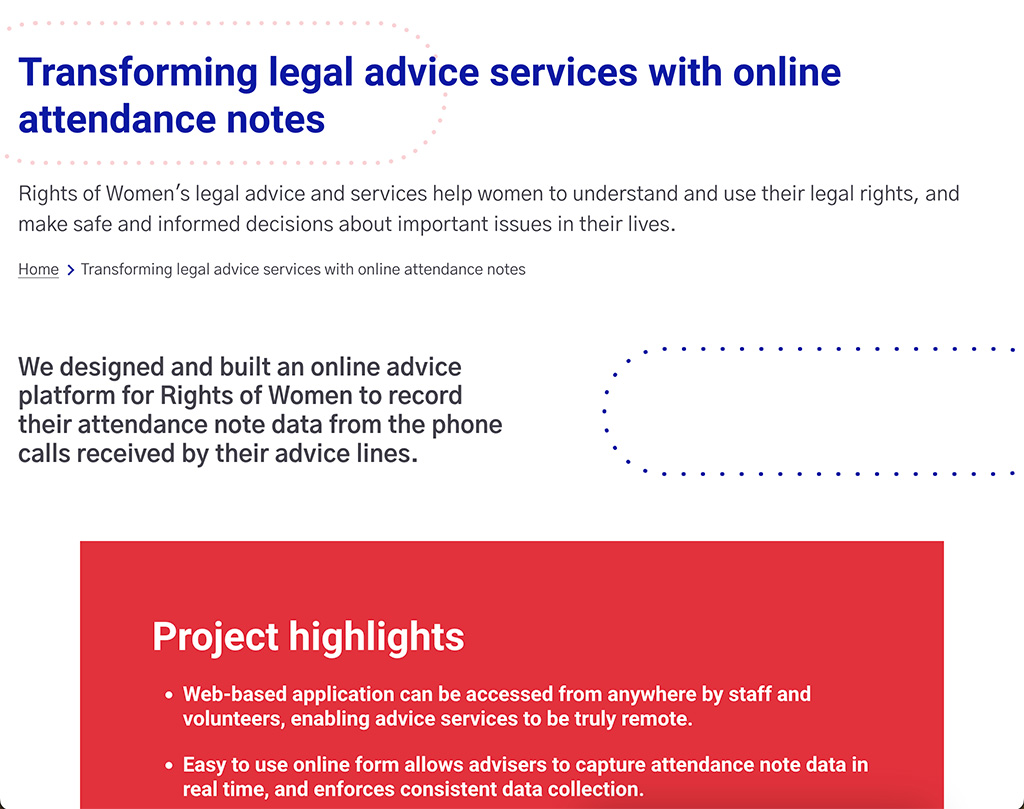 Transforming legal advice services with online
attendance notes
Rights of Women’s legal advice and services help women to understand and use their legal rights, and
make safe and informed decisions about important issues in their lives.
Home > Transforming legal advice services with online attendance notes
We designed and built an online advice
platform for Rights of Women to record
their attendance note data from the phone
calls received by their advice lines.
Project highlights
• Web-based application can be accessed from anywhere by staff and
volunteers, enabling advice services to be truly remote.
• Easy to use online form allows advisers to capture attendance note data in
real time, and enforces consistent data collection.